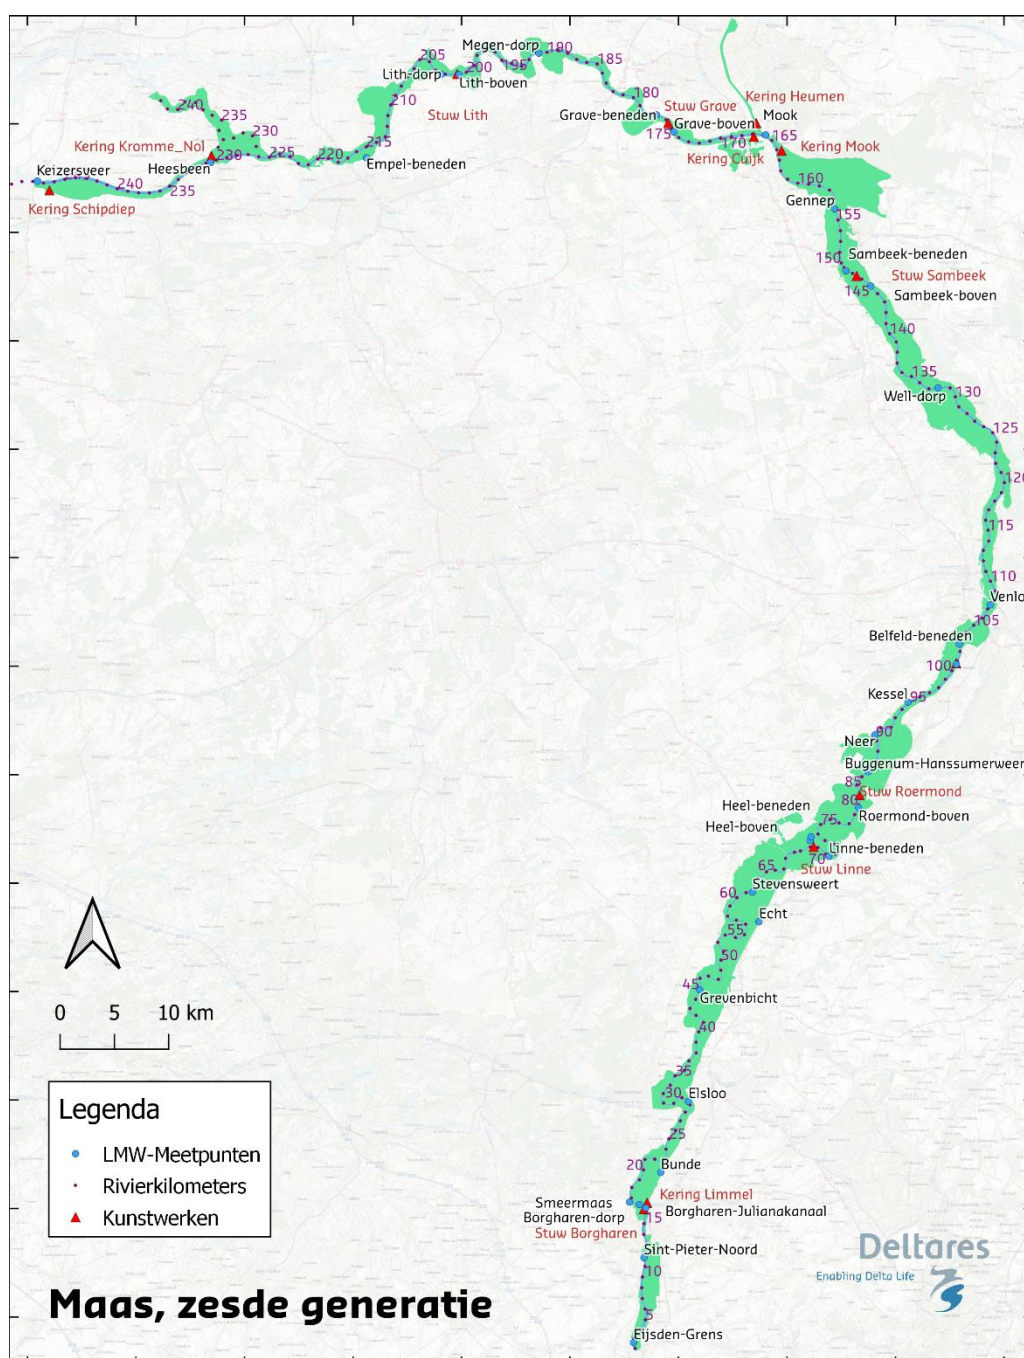 Megen-dorp
190
205
185
Lith-dorp
200
195
Lith-boven
180
Kering Heumen
240
210
Stuw Grave
235
Stuw Lith
Grave-beneden
Grave-boven
Mook
230
175
170
165
Kering Kromme_Nol
215
Kering Cuijk
Kering Mook
230
225
220
Keizersveer
Heesbeen
Empel-beneden
240
235
160
Kering Schipdiep
Gennep
155
150
Sambeek-beneden
Stuw Sambeek
145
Sambeek-boven
140
135
Well-dorp
130
125
120
115
110
Venlo
105
Belfeld-beneden
100
Kessel
95
90
Neer
Buggenum-Hanssumerweer
85
Stuw Roermond
80
Heel-beneden
Roermond-boven
75
Heel-boven
Linne-beneden
70
65
Stuw Linne
Stevensweert
60
Echt
55
50
45
Grevenbicht
40
35
30
Elsloo
25
20
Bunde
Kering Limmel
Smeermaas
Borgharen-Julianakanaal
Borgharen-dorp
15
Stuw Borgharen
Sint-Pieter-Noord
10
5
Eijsden-Grens
0 5 10 km
Legenda
LMW-Meetpunten
Rivierkilometers
Kunstwerken
Maas, zesde generatie
Deltares
Enabling Delta Life